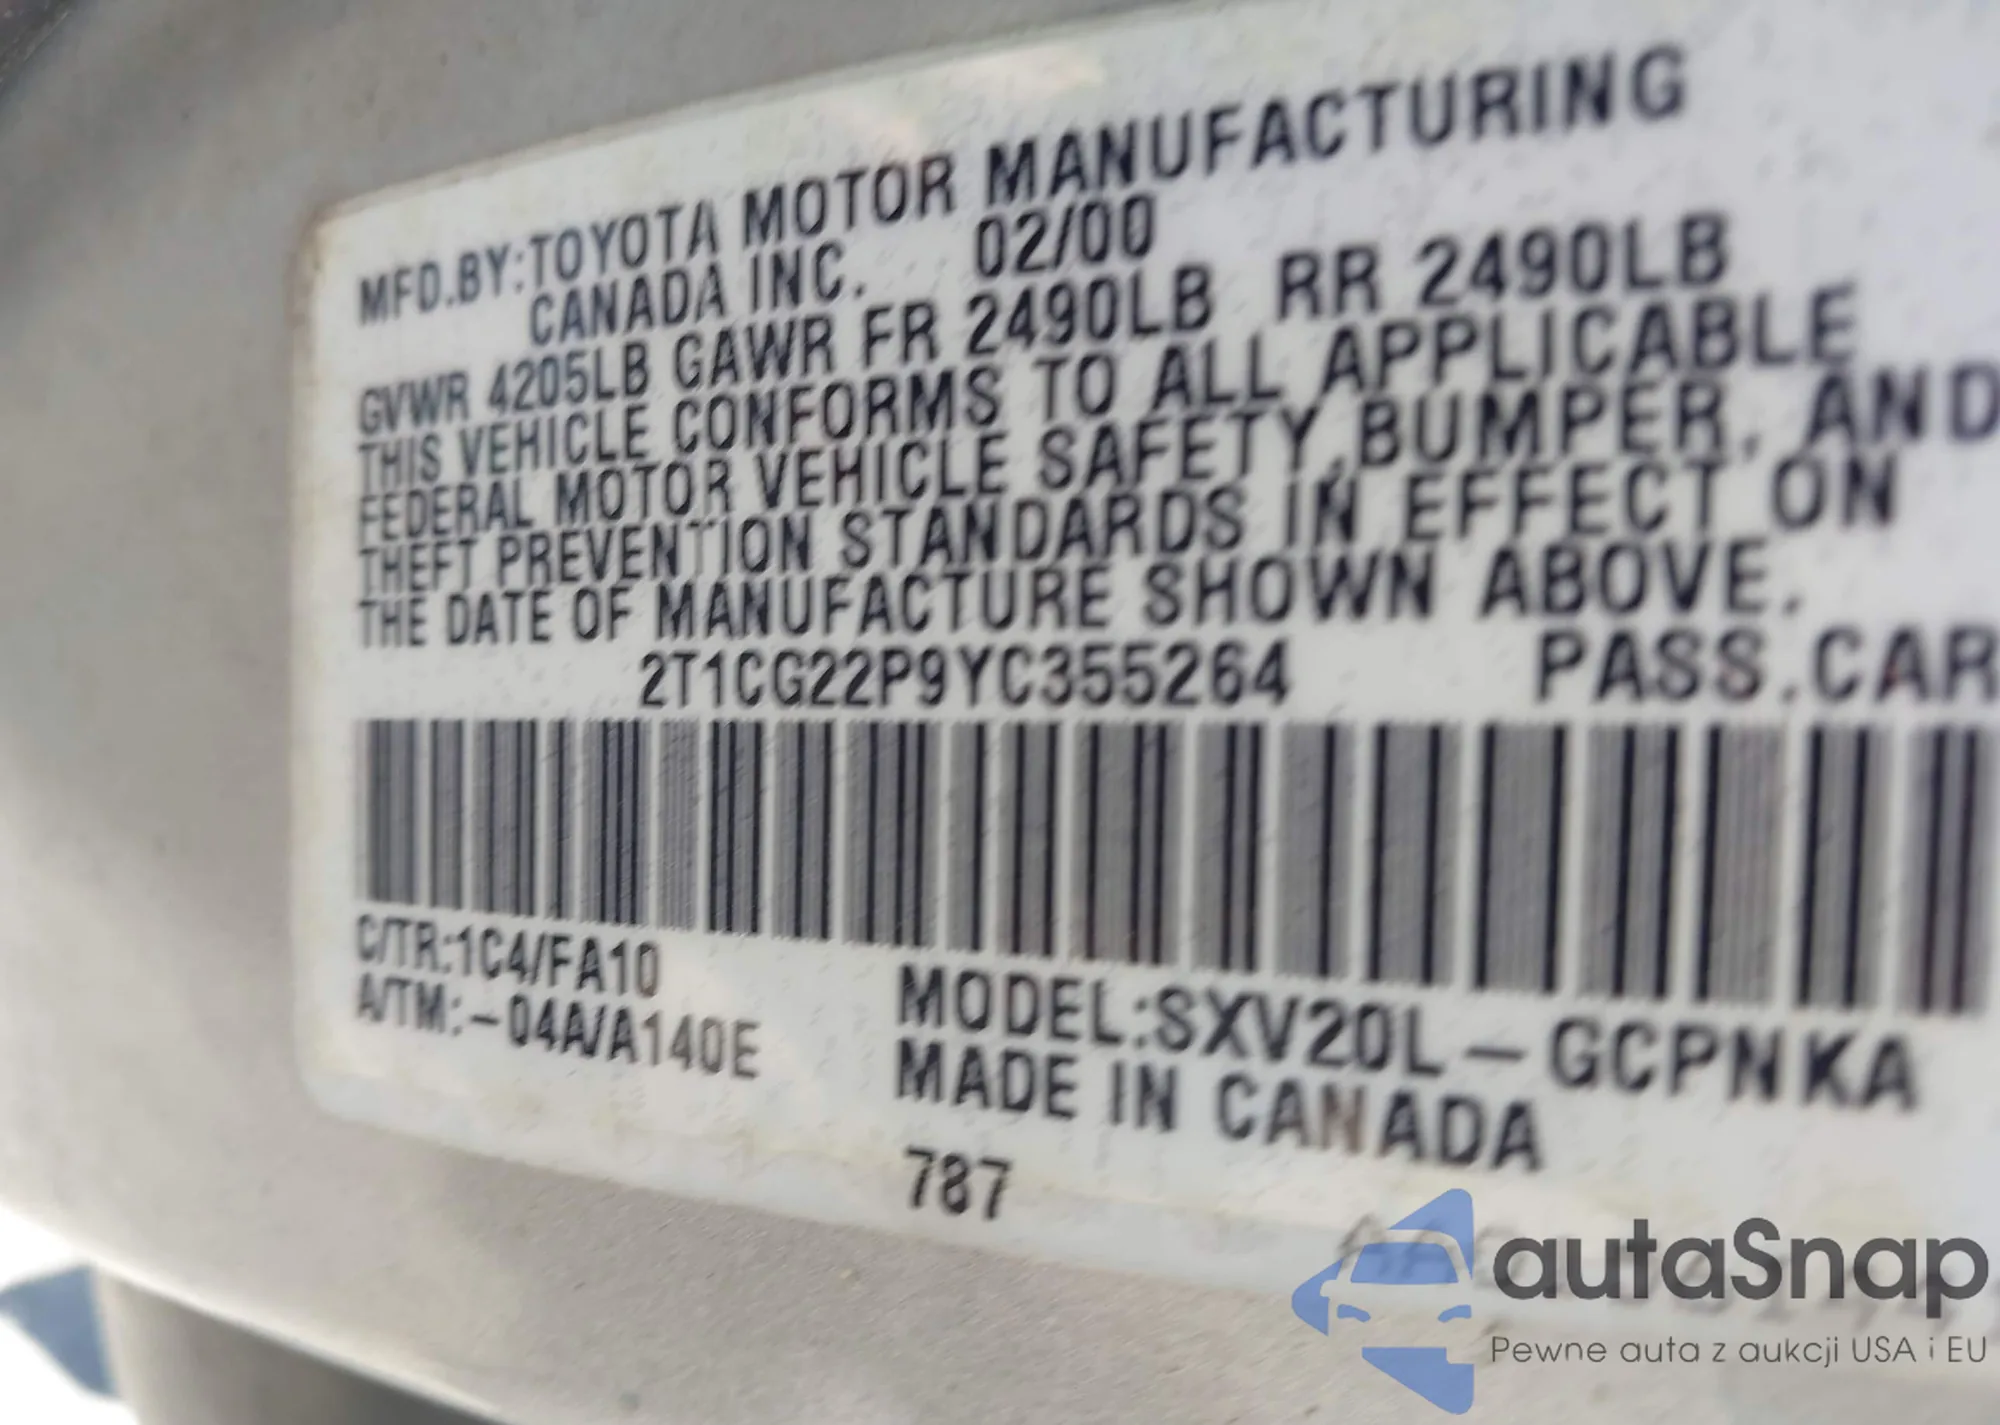 MFD.BY:TOYOTA MOTOR MANUFACTURING
CANADA INC. 02/00
GVWR 4205LB GAWR FR 2490LB RR 2490LB
THIS VEHICLE CONFORMS TO ALL APPLICABLE
FEDERAL MOTOR VEHICLE SAFETY,BUMPER, AND
THEFT PREVENTION STANDARDS IN EFFECT ON
THE DATE OF MANUFACTURE SHOWN ABOVE.
2T1CG22P9YC355264 PASS.CAR
C/TR:1C4/FA10
A/TM:-04A/A140E
MODEL:SXV20L-GCPNKA
MADE IN CANADA
787
autaSnap
Pewne auta z aukcji USA i EU